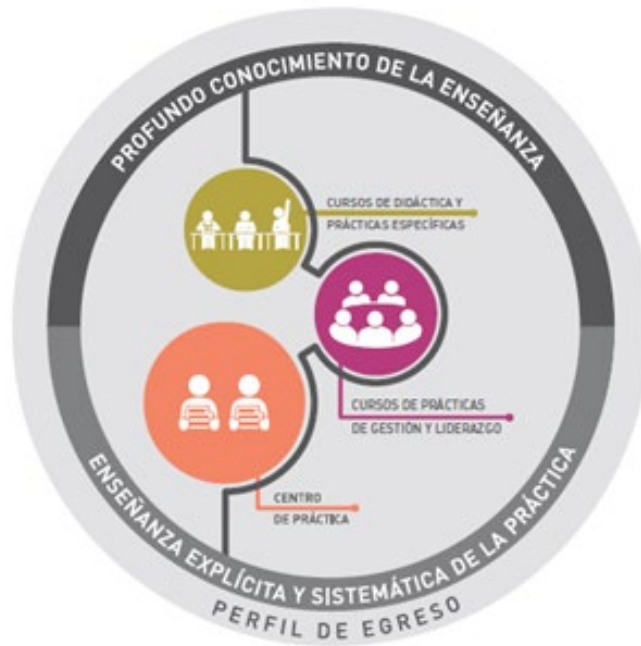 PROFUNDO CONOCIMIENTO DE LA ENSEÑANZA
CURSOS DE DIDÁCTICA Y
PRÁCTICAS ESPECÍFICAS
CURSOS DE PRÁCTICAS
DE GESTIÓN Y LIDERAZGO
CENTRO
DE PRÁCTICA
ENSEÑANZA EXPLÍCITA Y SISTEMÁTICA DE LA PRÁCTICA
PERFIL DE EGRESO